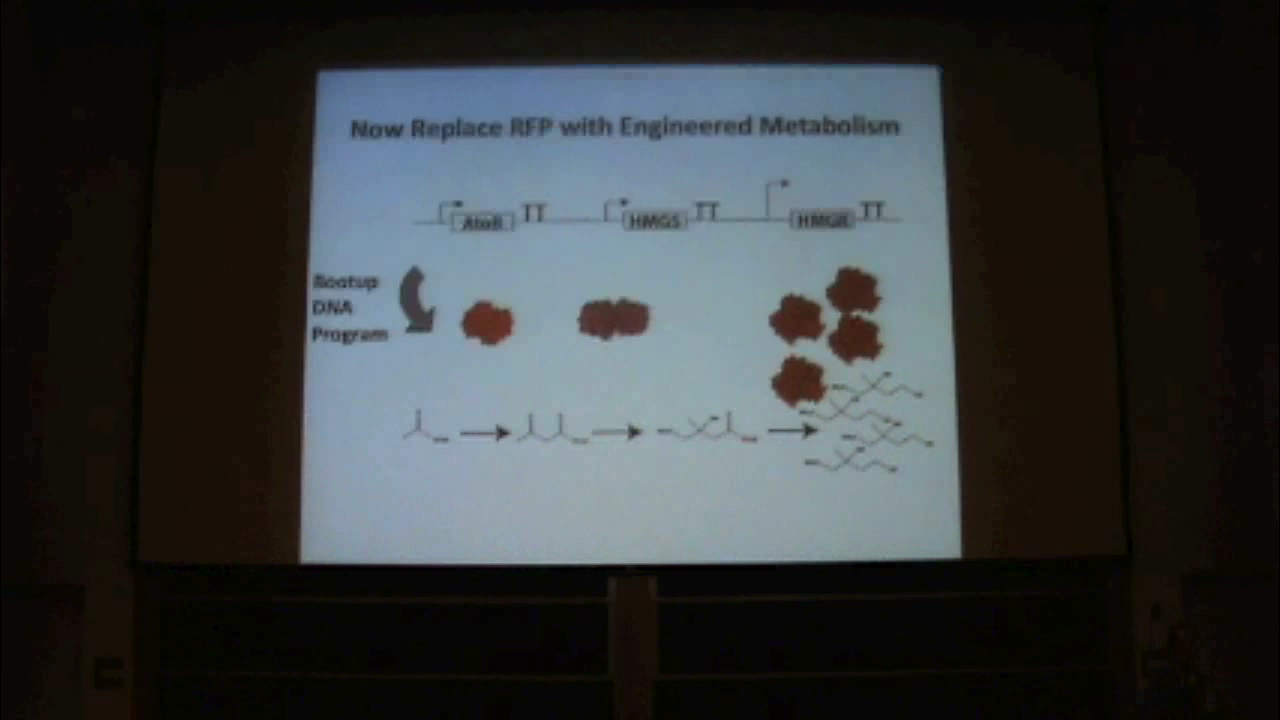 Now Replace RFP with Engineered Metabolism
AtoB TT HMGS TT HMGR TT
Bootup
DNA
Program